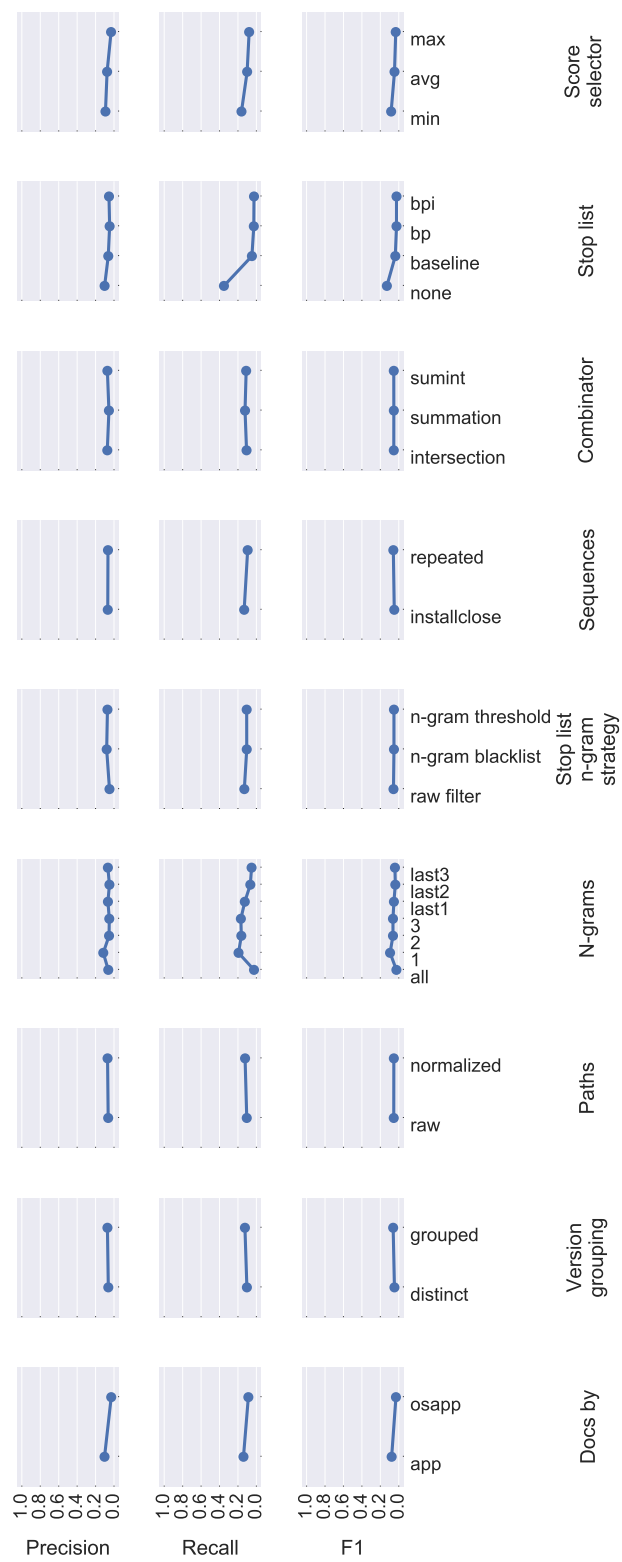 max
avg
min
Score
selector
bpi
bp
baseline
none
Stop list
sumint
summation
intersection
Combinator
repeated
installclose
Sequences
n-gram threshold
n-gram blacklist
raw filter
Stop list
n-gram
strategy
last3
last2
last1
3
2
1
all
N-grams
normalized
raw
Paths
grouped
distinct
Version
grouping
osapp
app
Docs by
1.0 0.8 0.6 0.4 0.2 0.0
1.0 0.8 0.6 0.4 0.2 0.0
1.0 0.8 0.6 0.4 0.2 0.0
Precision
Recall
F1